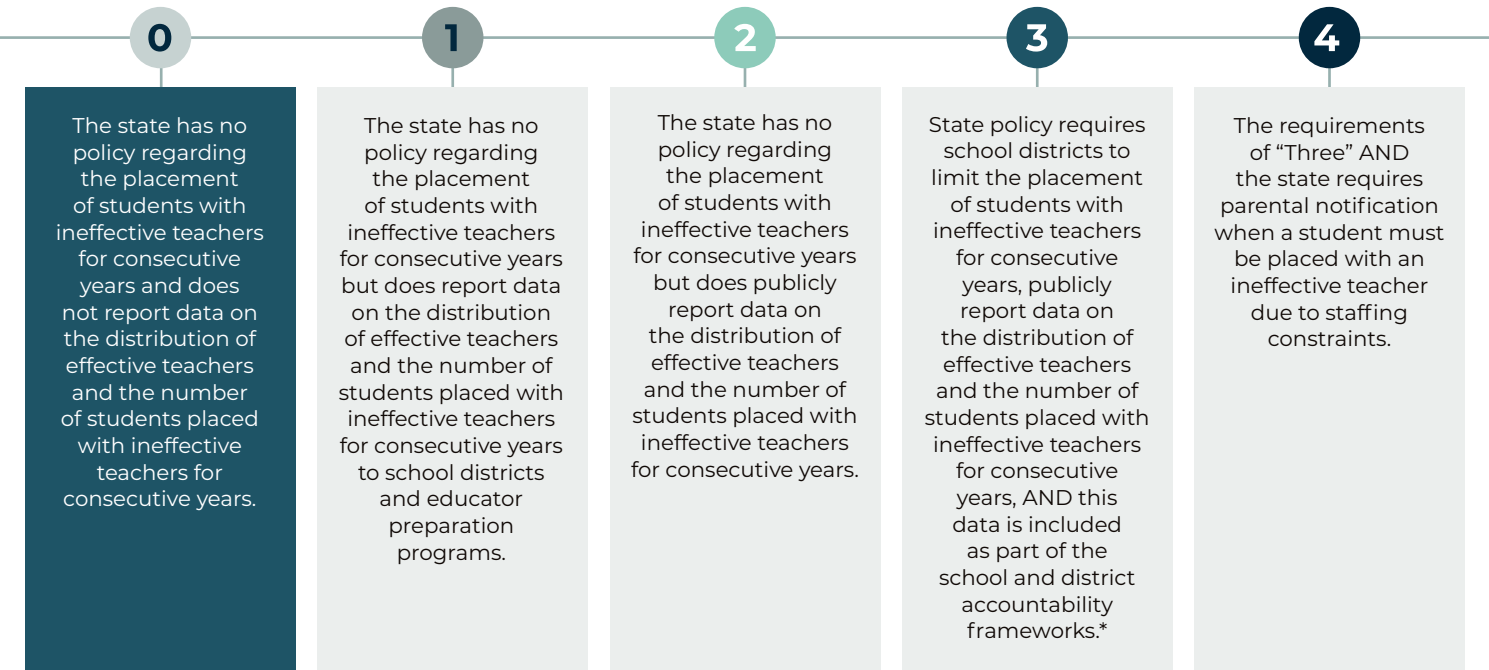 0
The state has no
policy regarding
the placement
of students with
ineffective teachers
for consecutive
years and does
not report data on
the distribution of
effective teachers
and the number
of students placed
with ineffective
teachers for
consecutive years.
1
The state has no
policy regarding
the placement
of students with
ineffective teachers
for consecutive years
but does report data
on the distribution
of effective teachers
and the number of
students placed with
ineffective teachers
for consecutive years
to school districts
and educator
preparation
programs.
2
The state has no
policy regarding
the placement
of students with
ineffective teachers
for consecutive years
but does publicly
report data on
the distribution of
effective teachers
and the number of
students placed with
ineffective teachers
for consecutive years.
3
State policy requires
school districts to
limit the placement
of students with
ineffective teachers
for consecutive
years, publicly
report data on
the distribution of
effective teachers
and the number of
students placed with
ineffective teachers
for consecutive
years, AND this
data is included
as part of the
school and district
accountability
frameworks.*
4
The requirements
of “Three” AND
the state requires
parental notification
when a student must
be placed with an
ineffective teacher
due to staffing
constraints.